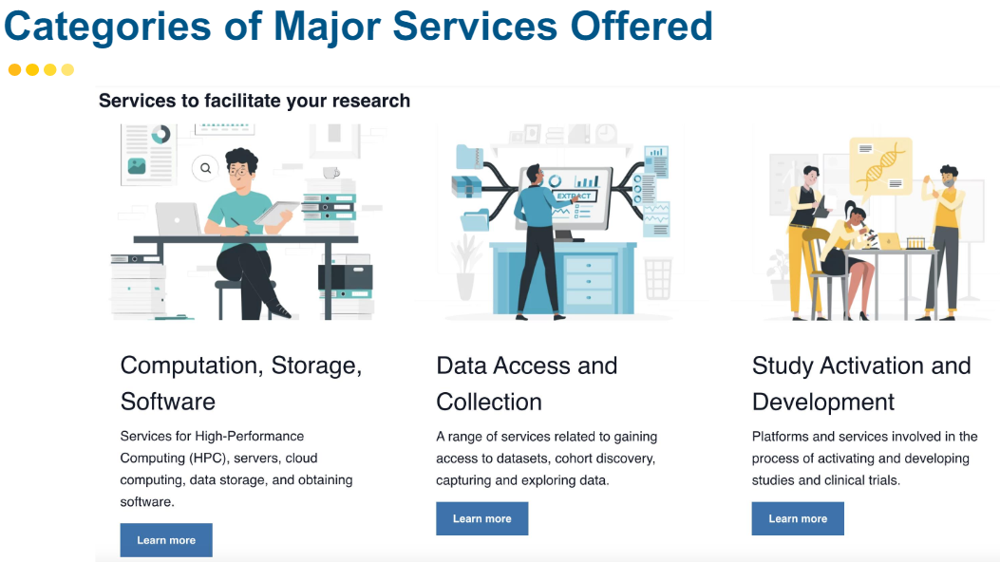 Categories of Major Services Offered
Services to facilitate your research
EXTRACT
Computation, Storage,
Software
Services for High-Performance
Computing (HPC), servers, cloud
computing, data storage, and obtaining
software.
Learn more
Data Access and
Collection
A range of services related to gaining
access to datasets, cohort discovery,
capturing and exploring data.
Learn more
Study Activation and
Development
Platforms and services involved in the
process of activating and developing
studies and clinical trials.
Learn more